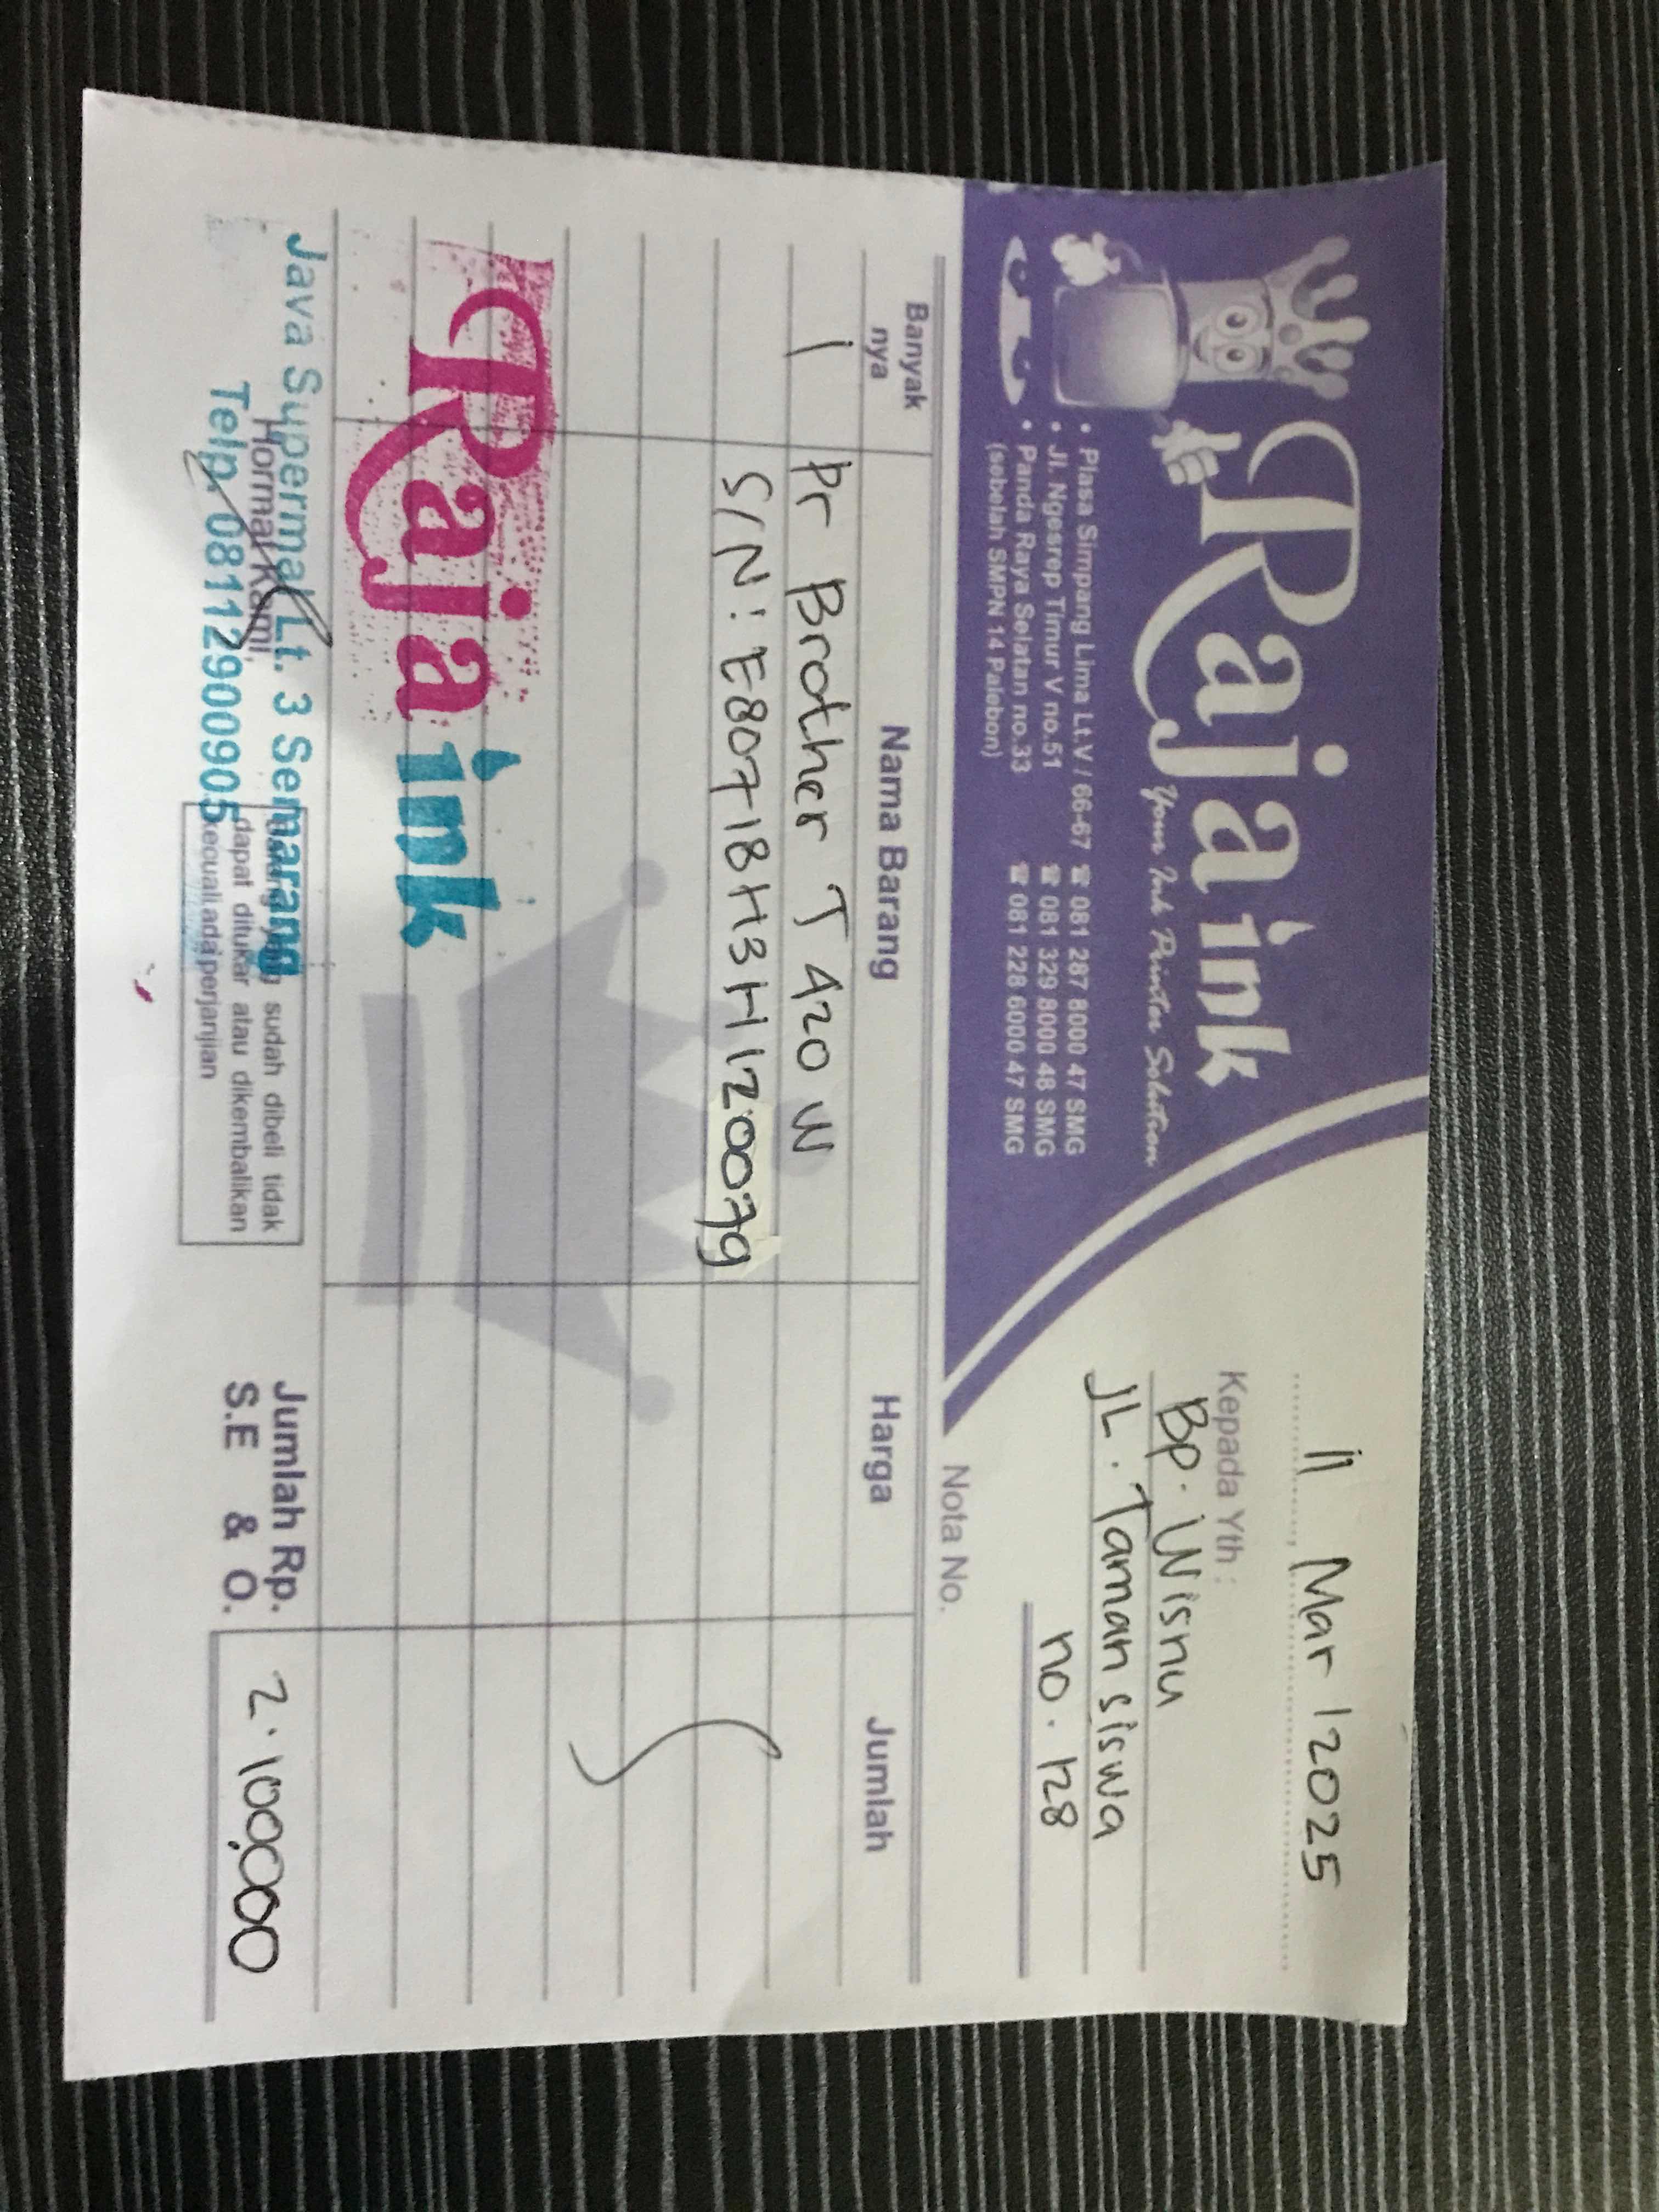 Raja ink
Your Ink Printer Solution
• Plasa Simpang Lima Lt.V / 66-67 ☎ 081 287 8000 47 SMG
• Jl. Ngesrep Timur V no.51 ☎ 081 329 8000 48 SMG
• Panda Raya Selatan no.33 ☎ 081 228 6000 47 SMG
(sebelah SMPN 14 Palebon)
11 Mar 12025
Kepada Yth :
Bp. Wisnu
JL. Taman siswa
no. 128
Nota No.
Banyak nya Nama Barang Harga Jumlah
1 Pr Brother T 420 W
S/N : E80718H3H120079
Raja ink
Java Supermal Lt. 3 Semarang
Telp. 08112900905
Hormat Kami,
sudah dibeli tidak
dapat ditukar atau dikembalikan
kecuali ada perjanjian
Jumlah Rp. 2.100.000
S.E & O.